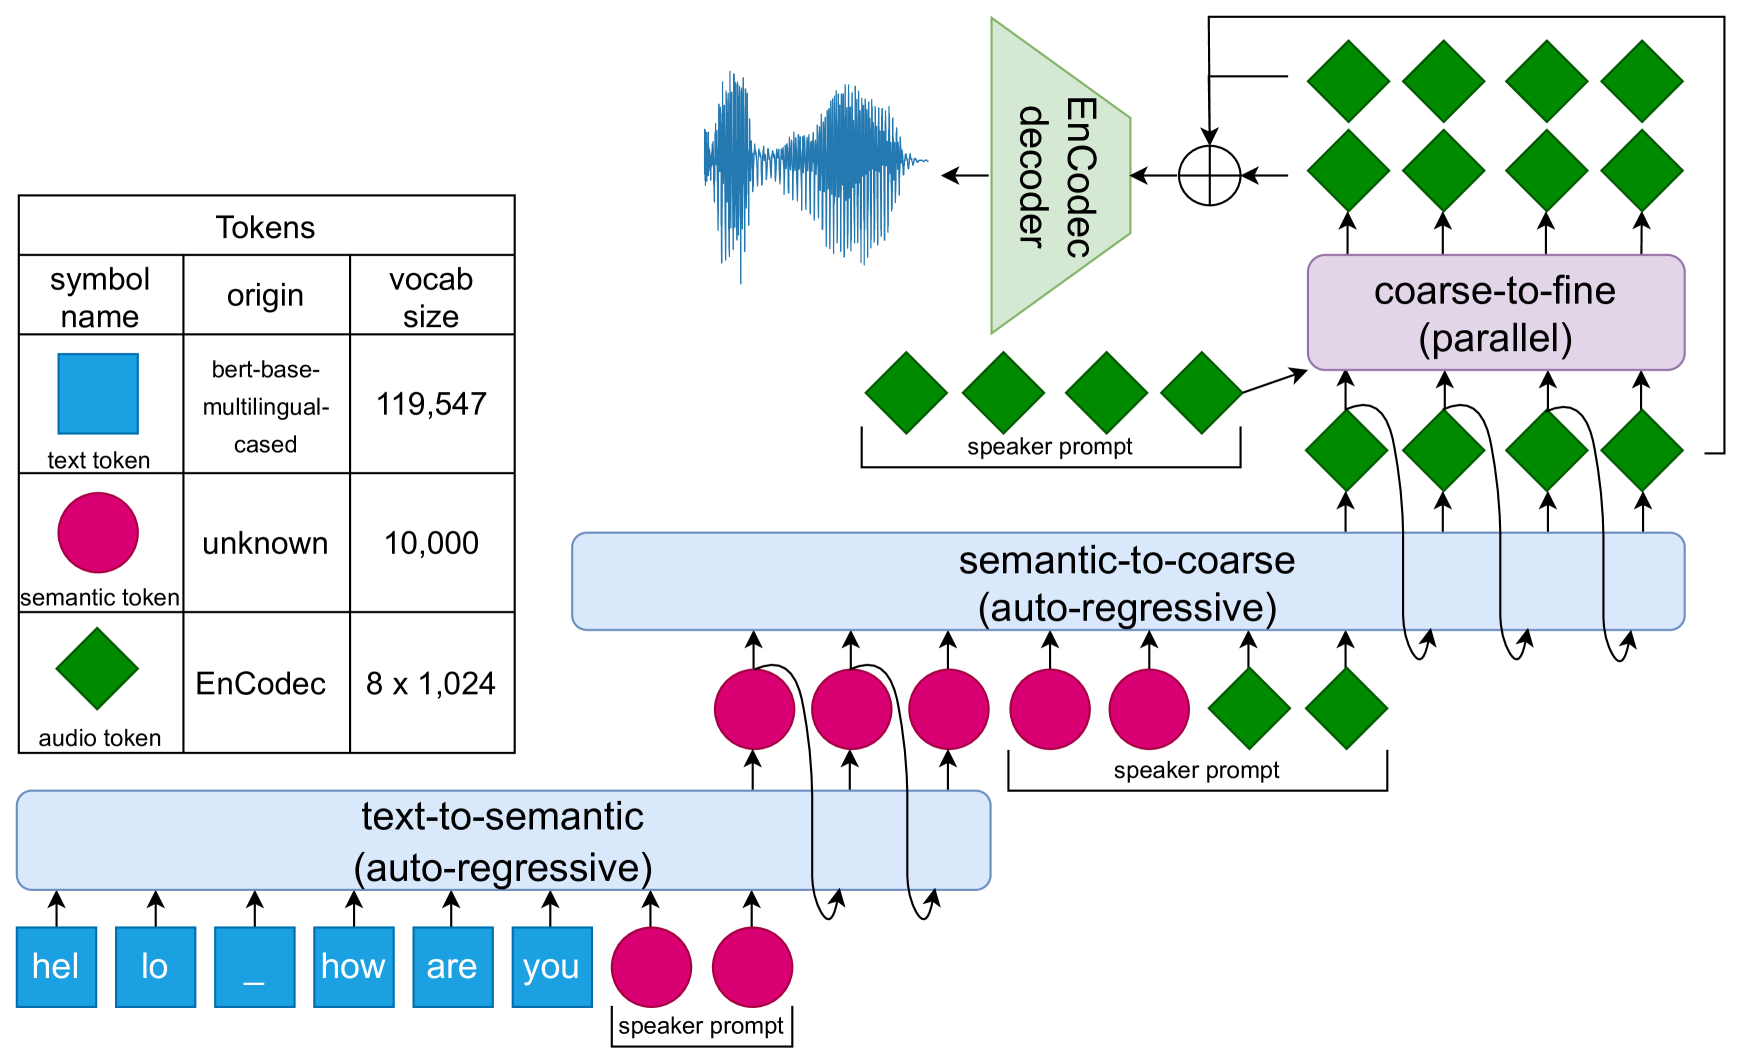 Tokens
symbol
name
origin
vocab
size
text token
bert-base-
multilingual-
cased
119,547
semantic token
unknown
10,000
audio token
EnCodec
8 x 1,024
EnCodec
decoder
coarse-to-fine
(parallel)
speaker prompt
semantic-to-coarse
(auto-regressive)
speaker prompt
text-to-semantic
(auto-regressive)
hel
lo
_
how
are
you
speaker prompt